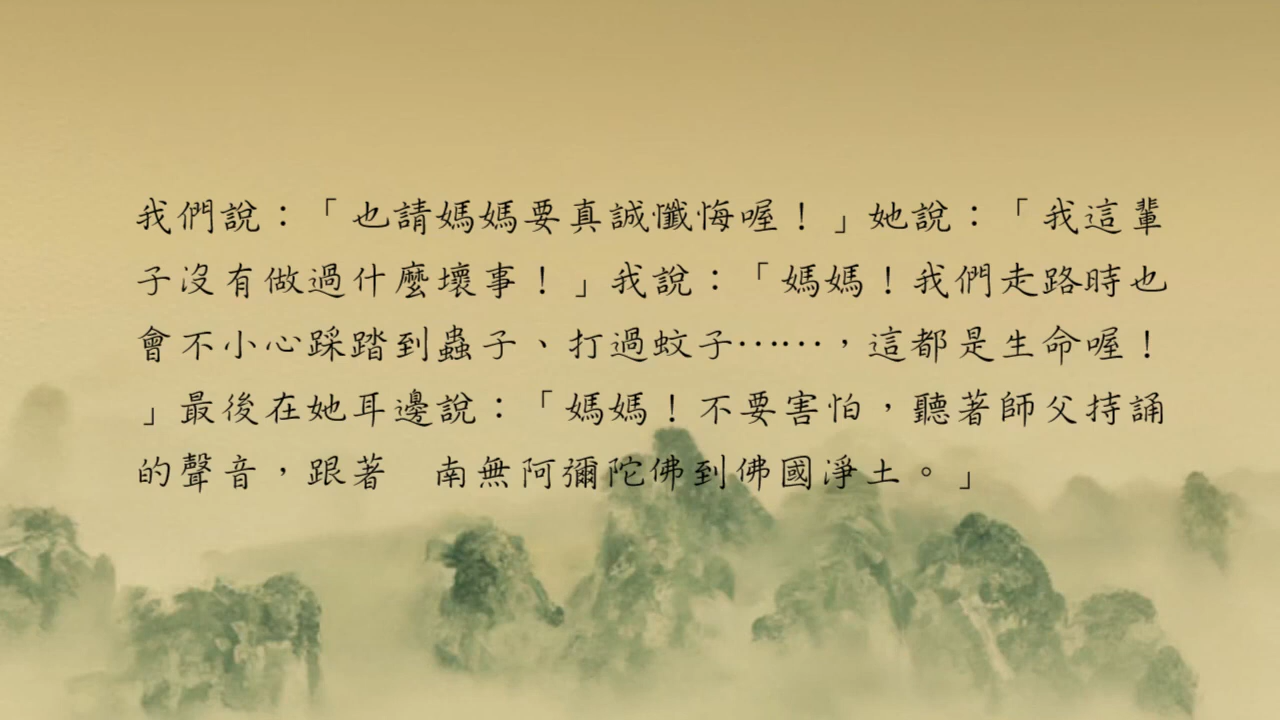 我們說：「也請媽媽要真誠懺悔喔！」她說：「我這輩
子沒有做過什麼壞事！」我說：「媽媽！我們走路時也
會不小心踩踏到蟲子、打過蚊子……，這都是生命喔！
」最後在她耳邊說：「媽媽！不要害怕，聽著師父持誦
的聲音，跟著　南無阿彌陀佛到佛國淨土。」